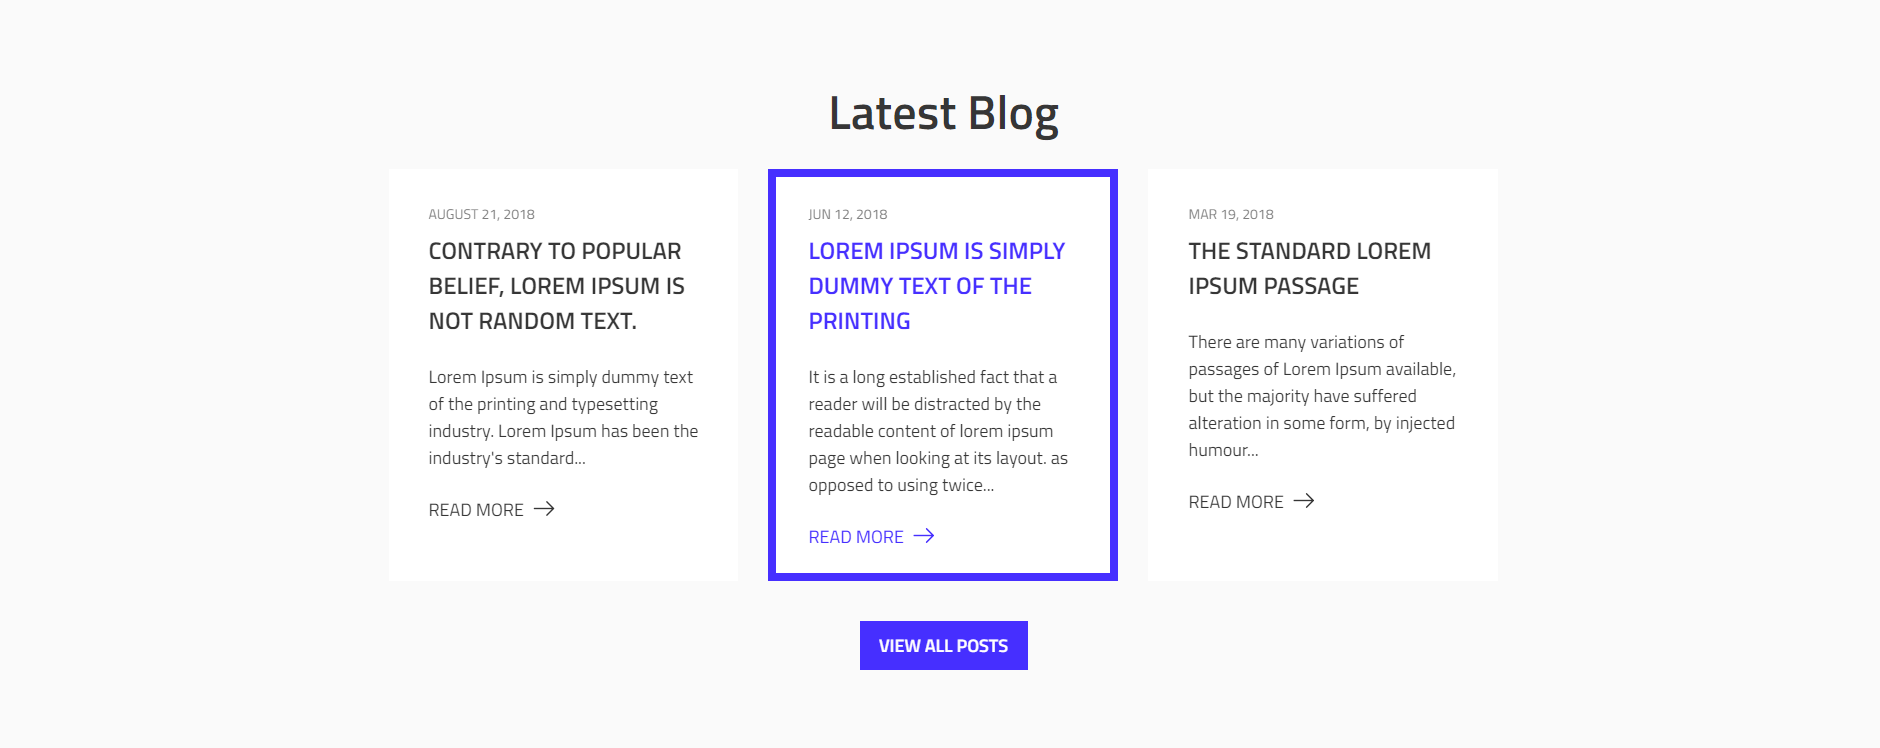 Latest Blog
AUGUST 21, 2018
CONTRARY TO POPULAR
BELIEF, LOREM IPSUM IS
NOT RANDOM TEXT.
Lorem Ipsum is simply dummy text
of the printing and typesetting
industry. Lorem Ipsum has been the
industry's standard...
READ MORE
JUN 12, 2018
LOREM IPSUM IS SIMPLY
DUMMY TEXT OF THE
PRINTING
It is a long established fact that a
reader will be distracted by the
readable content of lorem ipsum
page when looking at its layout. as
opposed to using twice...
READ MORE
MAR 19, 2018
THE STANDARD LOREM
IPSUM PASSAGE
There are many variations of
passages of Lorem Ipsum available,
but the majority have suffered
alteration in some form, by injected
humour...
READ MORE
VIEW ALL POSTS